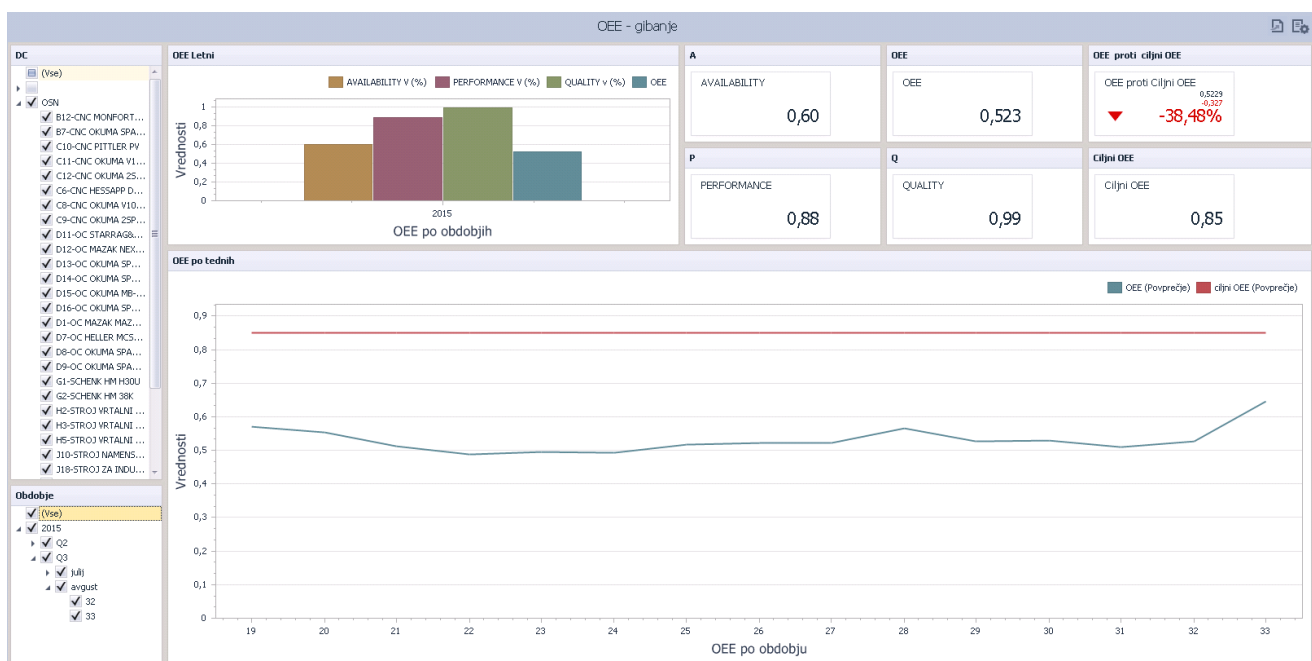 OEE - gibanje
DC
(Vse)
OSN
B12-CNC MONFORT...
B7-CNC OKUMA SPA...
C10-CNC PITTLER PV
C11-CNC OKUMA V1...
C12-CNC OKUMA 2S...
C6-CNC HESSAPP D...
C8-CNC OKUMA V10...
C9-CNC OKUMA 2SP...
D11-OC STARRAG&...
D12-OC MAZAK NEX...
D13-OC OKUMA SP...
D14-OC OKUMA SP...
D15-OC OKUMA MB-...
D16-OC OKUMA SP...
D1-OC MAZAK MAZ...
D7-OC HELLER MCS...
D8-OC OKUMA SPA...
D9-OC OKUMA SPA...
G1-SCHENK HM H30U
G2-SCHENK HM 38K
H2-STROJ VRTALNI ...
H3-STROJ VRTALNI ...
H5-STROJ VRTALNI ...
J10-STROJ NAMENS...
J18-STROJ ZA INDU...
Obdobje
(Vse)
2015
Q2
Q3
julij
avgust
32
33
OEE Letni
AVAILABILITY V (%) PERFORMANCE V (%) QUALITY v (%) OEE
Vrednosti
1
0,8
0,6
0,4
0,2
0
2015
OEE po obdobjih
A
AVAILABILITY
0,60
OEE
OEE
0,523
OEE proti ciljni OEE
OEE proti Ciljni OEE
0,5229
-0,327
-38,48%
P
PERFORMANCE
0,88
Q
QUALITY
0,99
Ciljni OEE
Ciljni OEE
0,85
OEE po tednih
OEE (Povprečje) ciljni OEE (Povprečje)
Vrednosti
0,9
0,8
0,7
0,6
0,5
0,4
0,3
0,2
0,1
0
19 20 21 22 23 24 25 26 27 28 29 30 31 32 33
OEE po obdobju